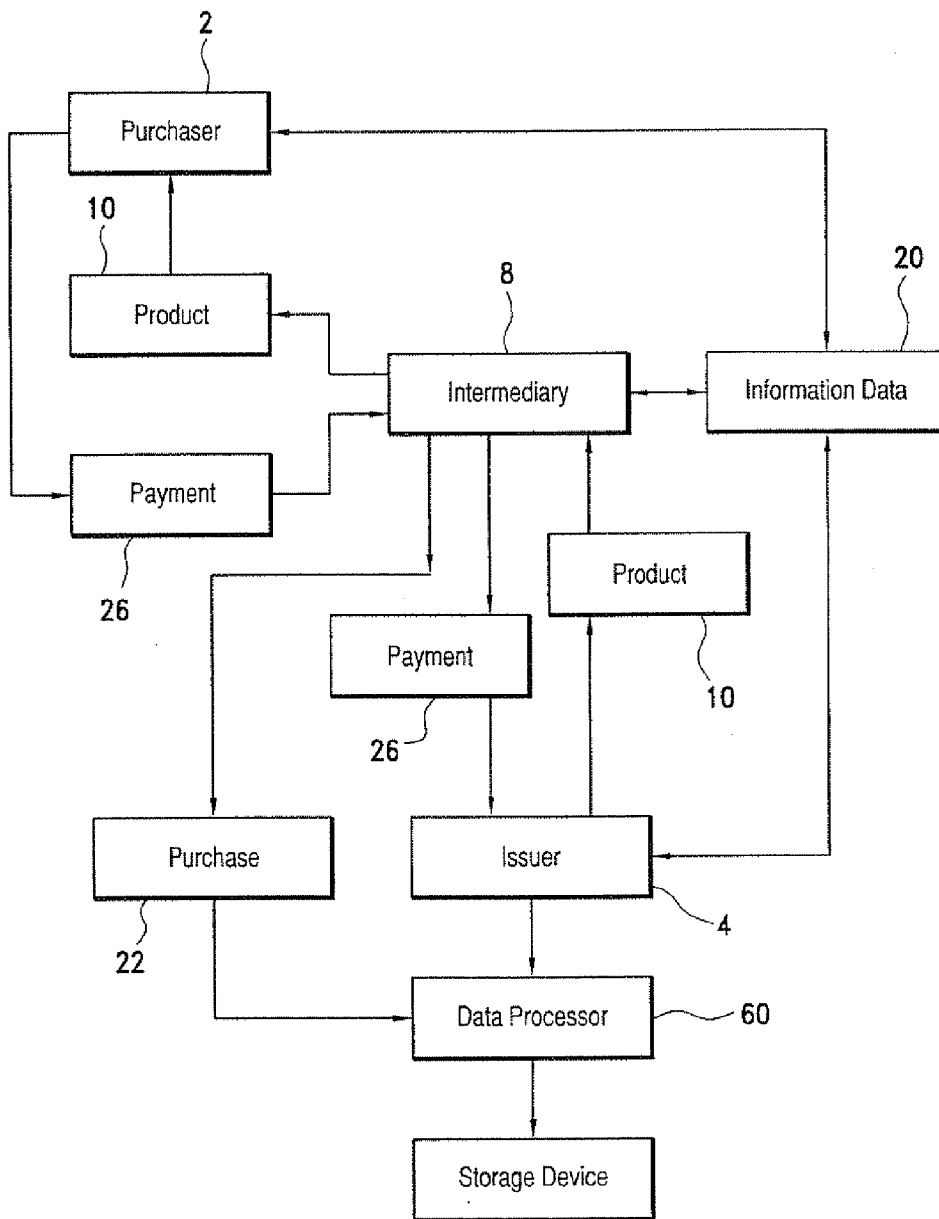 2
Purchaser
10
Product
8
20
Intermediary
Information Data
Payment
26
Product
10
Payment
26
Purchase
22
Issuer
4
Data Processor
60
Storage Device